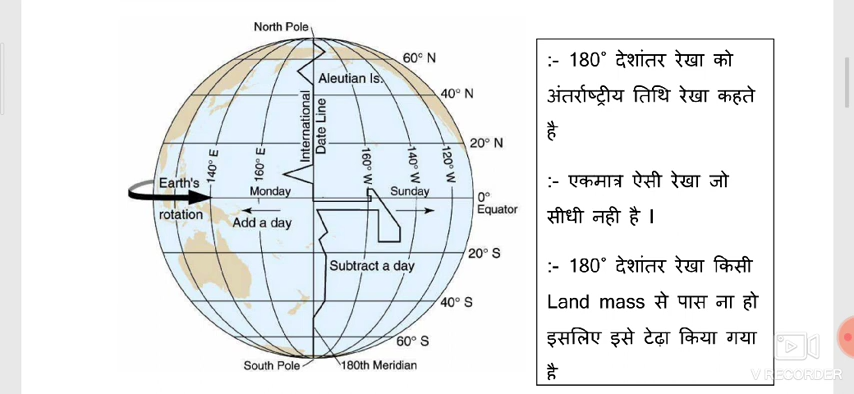 North Pole
60° N
Aleutian Is.
40° N
International
Date Line
20° N
140° E
160° E
160° W
140° W
120° W
Earth's
rotation
Monday
Sunday
0°
Equator
Add a day
20° S
Subtract a day
40° S
60° S
South Pole
180th Meridian
:- 180° देशांतर रेखा को
अंतर्राष्ट्रीय तिथि रेखा कहते
है
:- एकमात्र ऐसी रेखा जो
सीधी नही है ।
:- 180° देशांतर रेखा किसी
Land mass से पास ना हो
इसलिए इसे टेढ़ा किया गया
है
V RECORDER